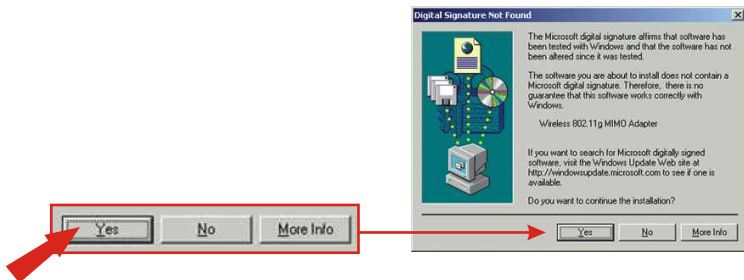 Digital Signature Not Found
The Microsoft digital signature affirms that software has
been tested with Windows and that the software has not
been altered since it was tested.
The software you are about to install does not contain a
Microsoft digital signature. Therefore, there is no
guarantee that this software works correctly with
Windows.
Wireless 802.11g MIMO Adapter
If you want to search for Microsoft digitally signed
software, visit the Windows Update Web site at
http://windowsupdate.microsoft.com to see if one is
available.
Do you want to continue the installation?
Yes No More Info
Yes No More Info